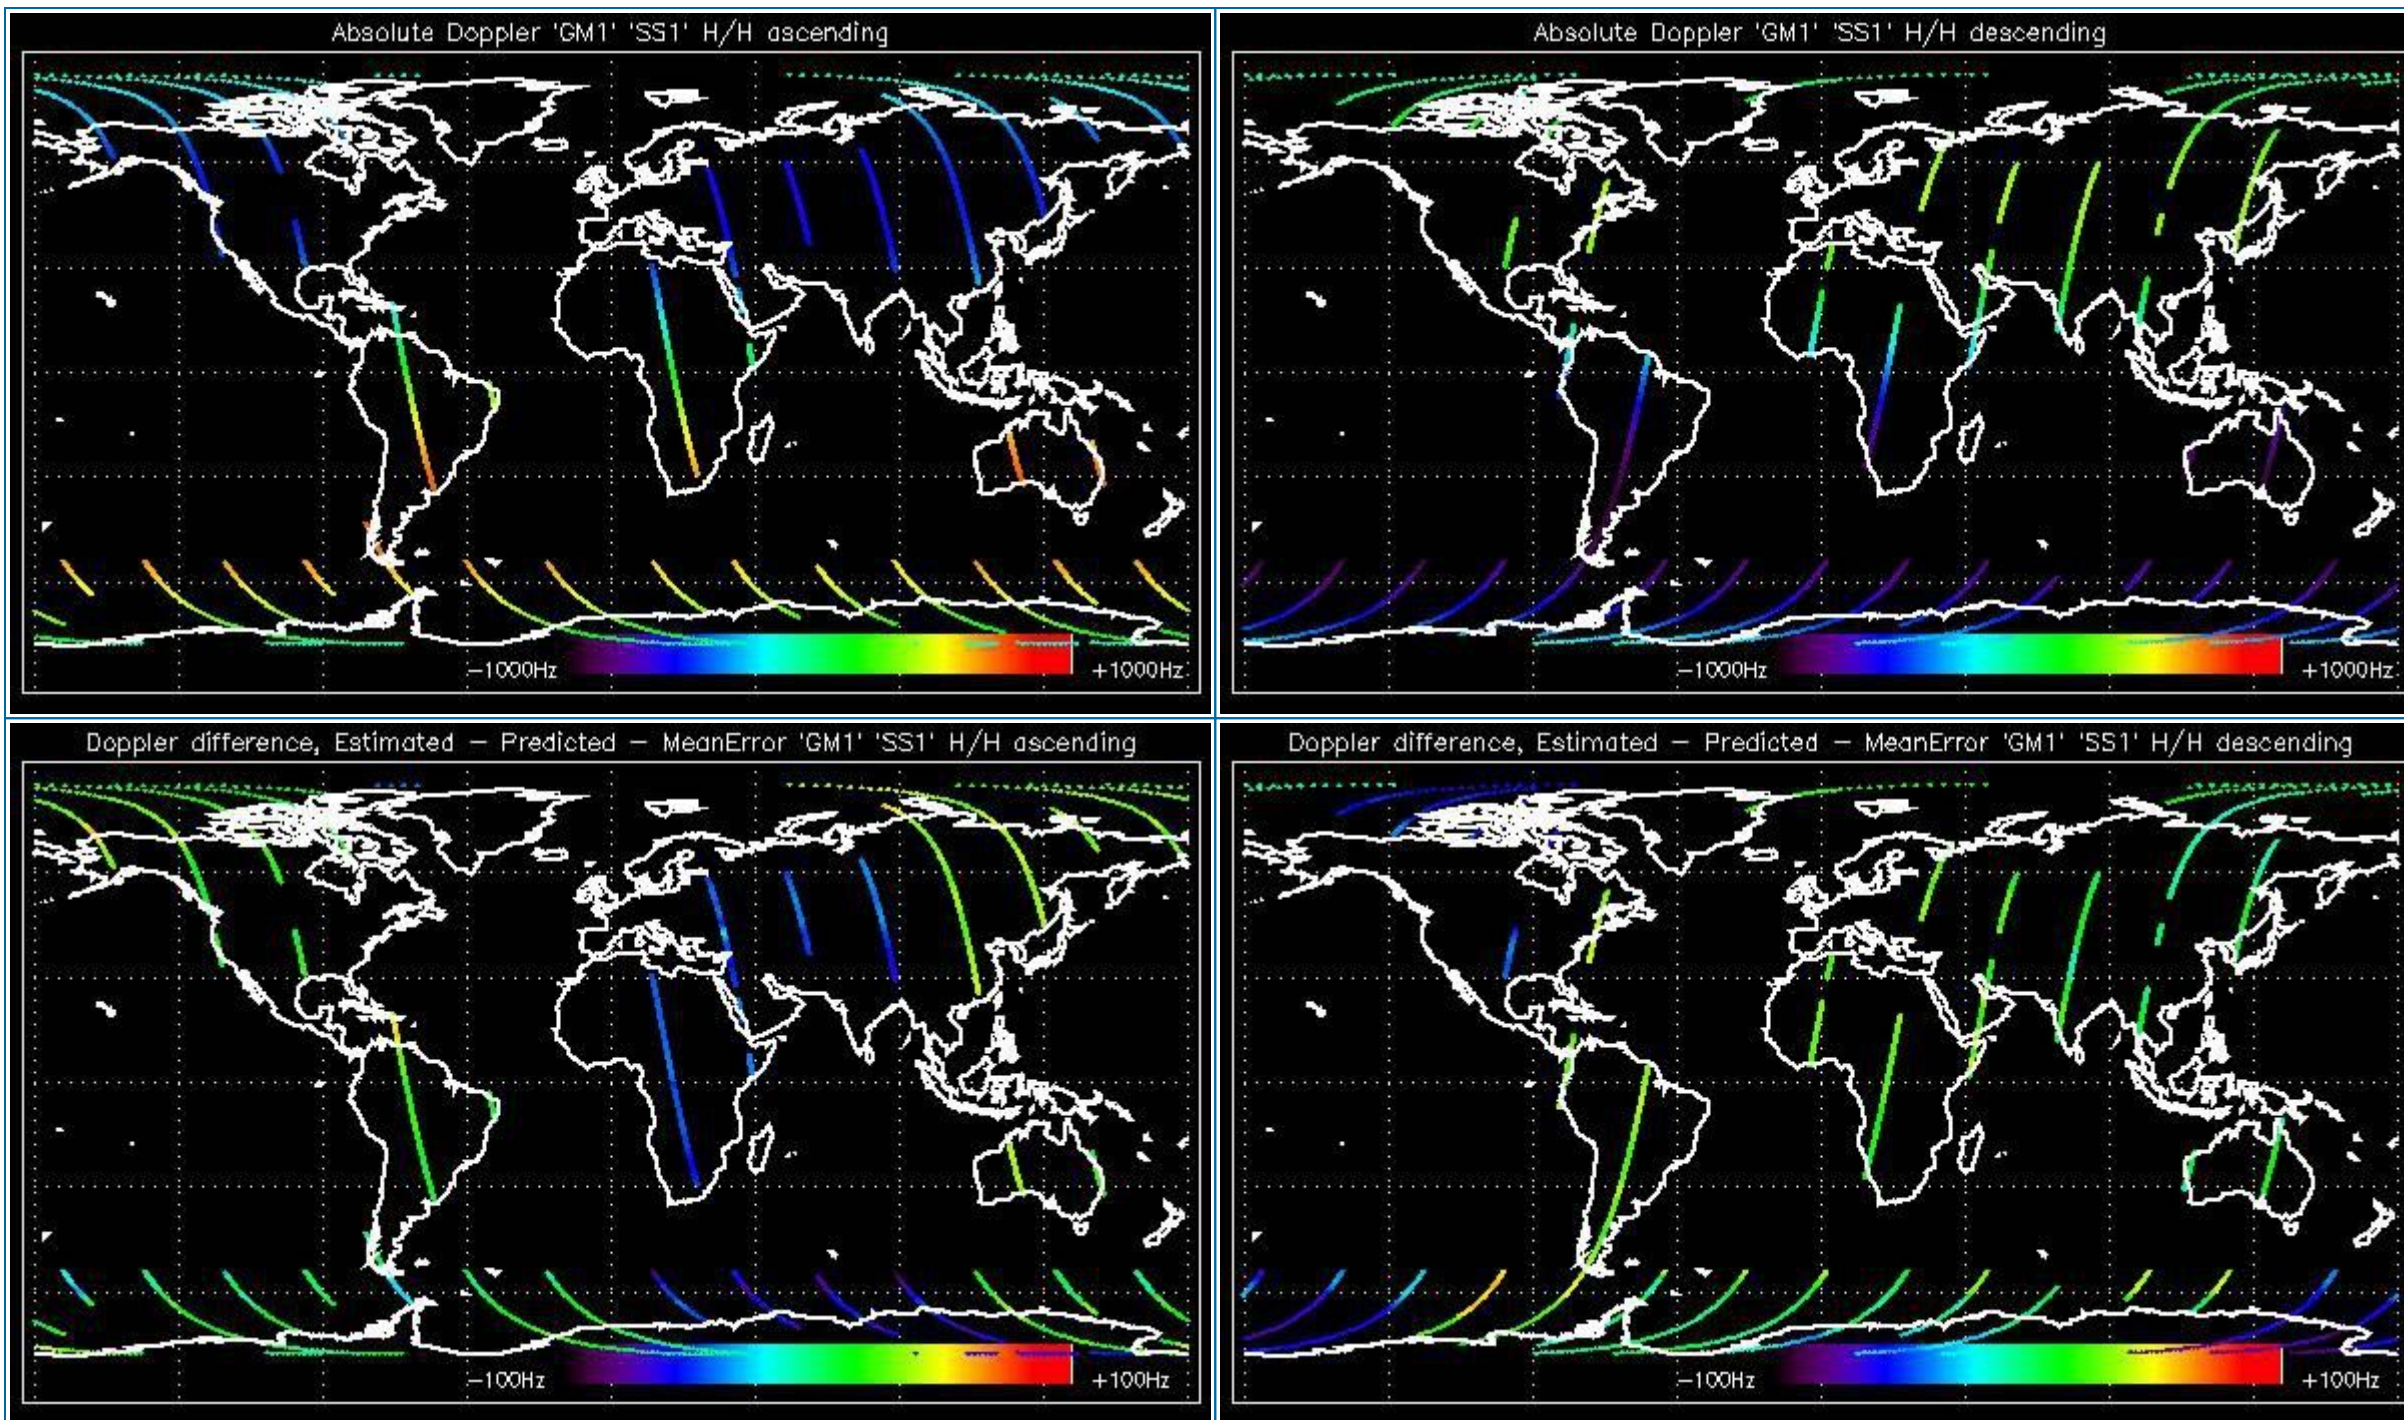 Absolute Doppler 'GM1' 'SS1' H/H ascending
−1000Hz
+1000Hz
Absolute Doppler 'GM1' 'SS1' H/H descending
−1000Hz
+1000Hz
Doppler difference, Estimated − Predicted − MeanError 'GM1' 'SS1' H/H ascending
−100Hz
+100Hz
Doppler difference, Estimated − Predicted − MeanError 'GM1' 'SS1' H/H descending
−100Hz
+100Hz